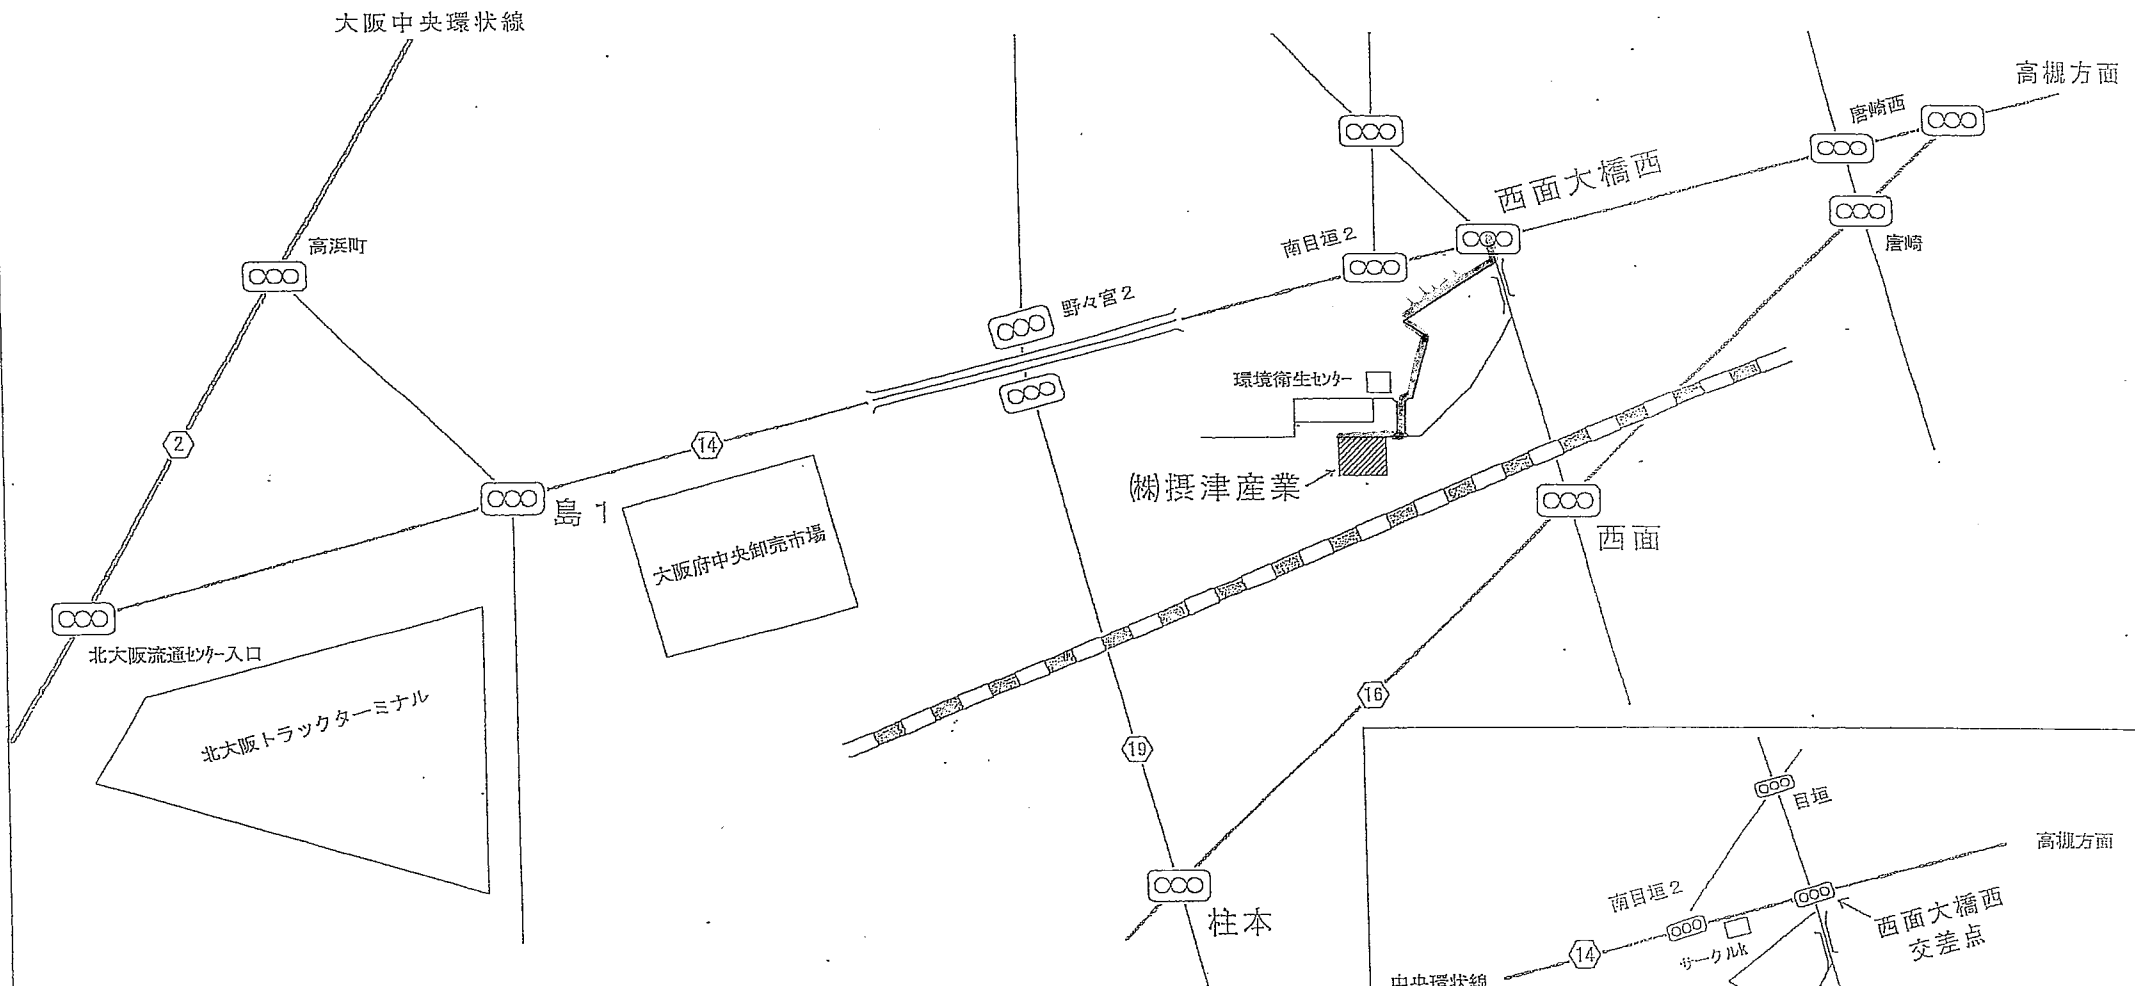 大阪中央環状線
高槻方面
唐崎西
西面大橋西
高浜町
南目垣2
唐崎
野々宮2
環境衛生センター
2
14
㈱摂津産業
島1
西面
大阪府中央卸売市場
北大阪流通センター入口
16
北大阪トラックターミナル
19
目垣
高槻方面
南目垣2
柱本
西面大橋西
交差点
サークルk
14
中央環状線